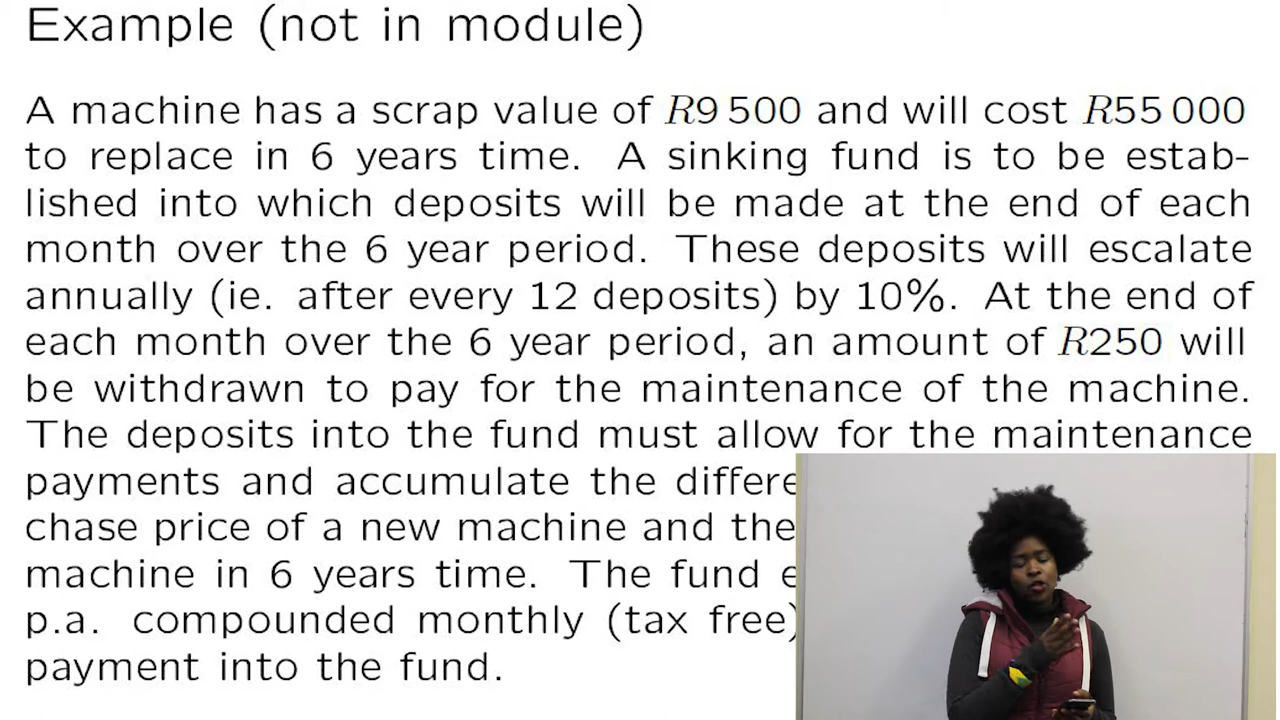 Example (not in module)
A machine has a scrap value of R9 500 and will cost R55 000
to replace in 6 years time. A sinking fund is to be estab-
lished into which deposits will be made at the end of each
month over the 6 year period. These deposits will escalate
annually (ie. after every 12 deposits) by 10%. At the end of
each month over the 6 year period, an amount of R250 will
be withdrawn to pay for the maintenance of the machine.
The deposits into the fund must allow for the maintenance
payments and accumulate the differe
chase price of a new machine and the
machine in 6 years time. The fund e
p.a. compounded monthly (tax free)
payment into the fund.